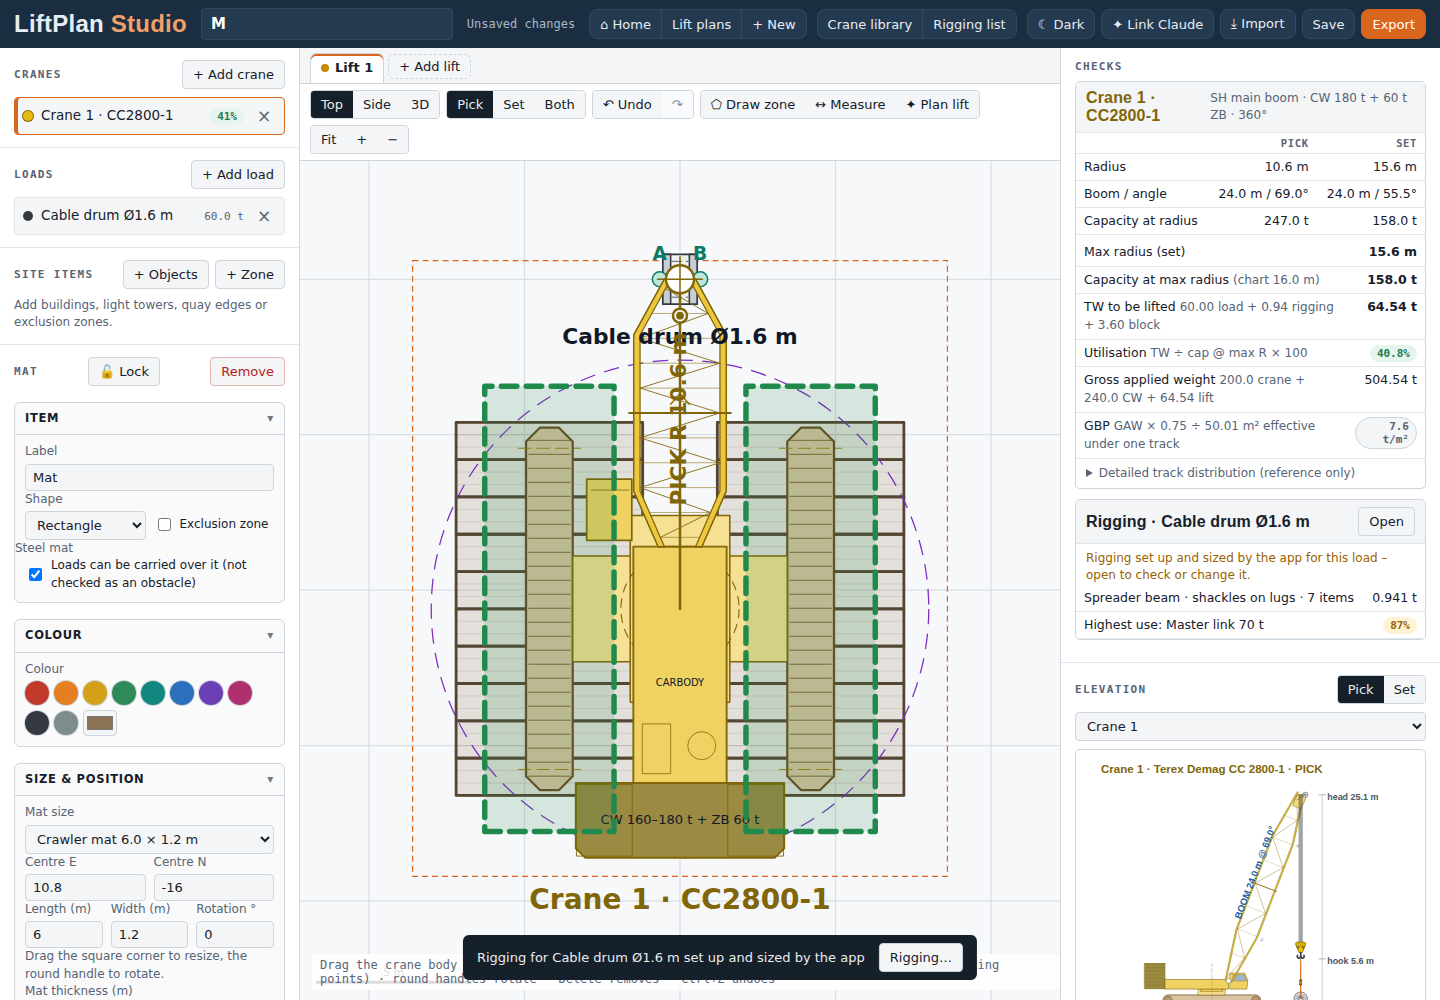 LiftPlan Studio
M
Unsaved changes
⌂ Home
Lift plans
+ New
Crane library
Rigging list
☾ Dark
✦ Link Claude
⤓ Import
Save
Export
CRANES
+ Add crane
Crane 1 · CC2800-1
41%
×
LOADS
+ Add load
Cable drum Ø1.6 m
60.0 t
×
SITE ITEMS
+ Objects
+ Zone
Add buildings, light towers, quay edges or
exclusion zones.
MAT
🔓 Lock
Remove
ITEM
Label
Mat
Shape
Rectangle
Exclusion zone
Steel mat
Loads can be carried over it (not
checked as an obstacle)
COLOUR
Colour
SIZE & POSITION
Mat size
Crawler mat 6.0 × 1.2 m
Centre E
Centre N
10.8
-16
Length (m)
Width (m)
Rotation °
6
1.2
0
Drag the square corner to resize, the
round handle to rotate.
Mat thickness (m)
Lift 1
+ Add lift
Top
Side
3D
Pick
Set
Both
↶ Undo
↷
⬠ Draw zone
↔ Measure
✦ Plan lift
Fit
+
−
A
B
Cable drum Ø1.6 m
PICK R 10.6 m
CARBODY
CW 160–180 t + ZB 60 t
Crane 1 · CC2800-1
Drag the crane body
ing
points) · round handles rotate · Delete removes · Ctrl+Z undoes
Rigging for Cable drum Ø1.6 m set up and sized by the app
Rigging…
CHECKS
Crane 1 ·
CC2800-1
SH main boom · CW 180 t + 60 t
ZB · 360°
PICK
SET
Radius
10.6 m
15.6 m
Boom / angle
24.0 m / 69.0°
24.0 m / 55.5°
Capacity at radius
247.0 t
158.0 t
Max radius (set)
15.6 m
Capacity at max radius (chart 16.0 m)
158.0 t
TW to be lifted 60.00 load + 0.94 rigging
+ 3.60 block
64.54 t
Utilisation TW ÷ cap @ max R × 100
40.8%
Gross applied weight 200.0 crane +
240.0 CW + 64.54 lift
504.54 t
GBP GAW × 0.75 ÷ 50.01 m² effective
under one track
7.6
t/m²
Detailed track distribution (reference only)
Rigging · Cable drum Ø1.6 m
Open
Rigging set up and sized by the app for this load –
open to check or change it.
Spreader beam · shackles on lugs · 7 items
0.941 t
Highest use: Master link 70 t
87%
ELEVATION
Pick
Set
Crane 1
Crane 1 · Terex Demag CC 2800-1 · PICK
head 25.1 m
BOOM 24.0 m @ 69.0°
hook 5.6 m